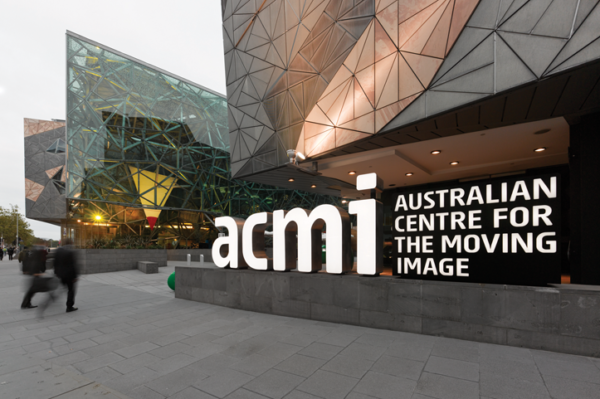 acmi
AUSTRALIAN
CENTRE FOR
THE MOVING
IMAGE